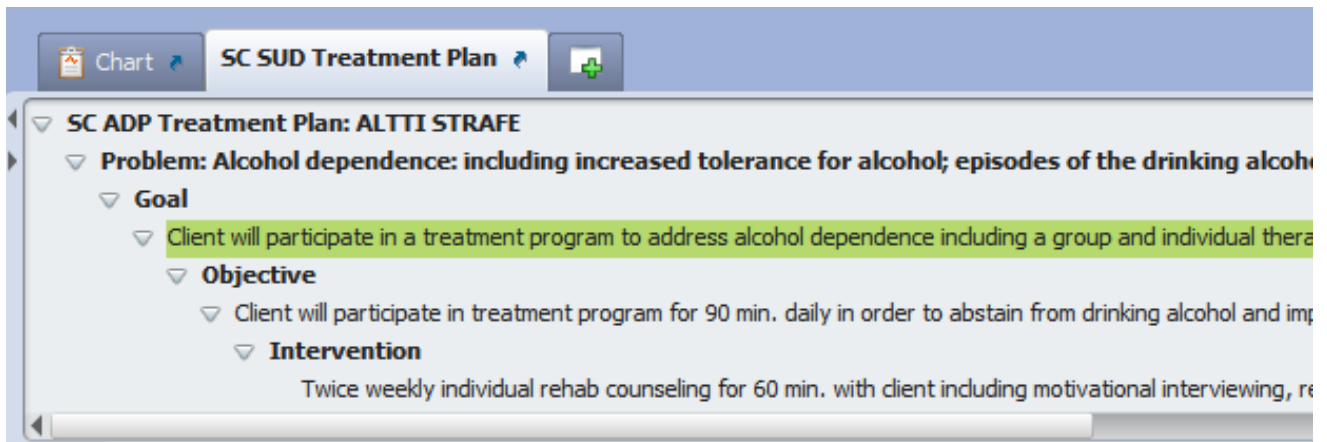 Chart
SC SUD Treatment Plan
SC ADP Treatment Plan: ALTTI STRAFE
Problem: Alcohol dependence: including increased tolerance for alcohol; episodes of the drinking
Goal
Client will participate in a treatment program to address alcohol dependence including a group and individual
Objective
Client will participate in treatment program for 90 min. daily in order to abstain from drinking alcohol and
Intervention
Twice weekly individual rehab counseling for 60 min. with client including motivational interviewing,